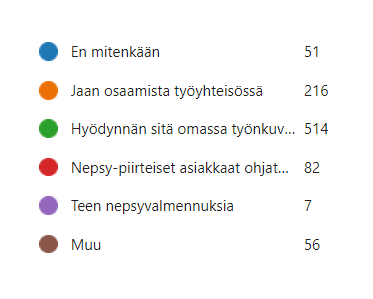 En mitenkään 51
Jaan osaamista työyhteisössä 216
Hyödynnän sitä omassa työnkuv... 514
Nepsy-piirteiset asiakkaat ohjat... 82
Teen nepsyvalmennuksia 7
Muu 56